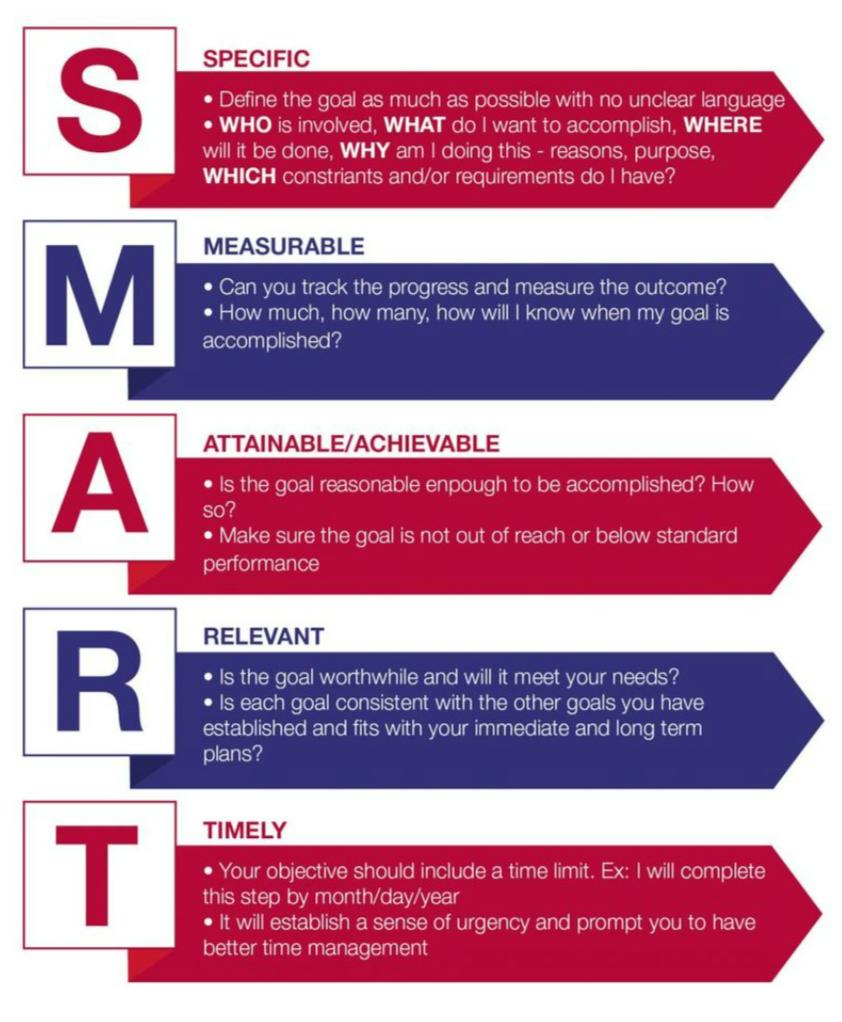 S
SPECIFIC
• Define the goal as much as possible with no unclear language
• WHO is involved, WHAT do I want to accomplish, WHERE
will it be done, WHY am I doing this - reasons, purpose,
WHICH constriants and/or requirements do I have?
M
MEASURABLE
• Can you track the progress and measure the outcome?
• How much, how many, how will I know when my goal is
accomplished?
A
ATTAINABLE/ACHIEVABLE
• Is the goal reasonable enpough to be accomplished? How
so?
• Make sure the goal is not out of reach or below standard
performance
R
RELEVANT
• Is the goal worthwhile and will it meet your needs?
• Is each goal consistent with the other goals you have
established and fits with your immediate and long term
plans?
T
TIMELY
• Your objective should include a time limit. Ex: I will complete
this step by month/day/year
• It will establish a sense of urgency and prompt you to have
better time management